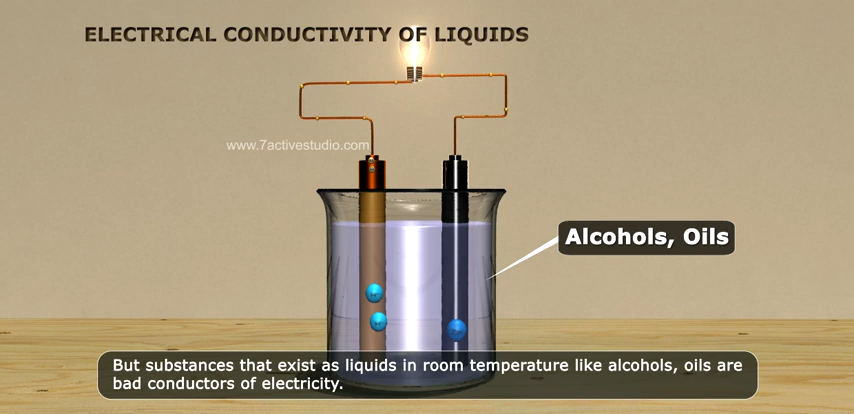 ELECTRICAL CONDUCTIVITY OF LIQUIDS
www.7activestudio.com
Alcohols, Oils
But substances that exist as liquids in room temperature like alcohols, oils are
bad conductors of electricity.